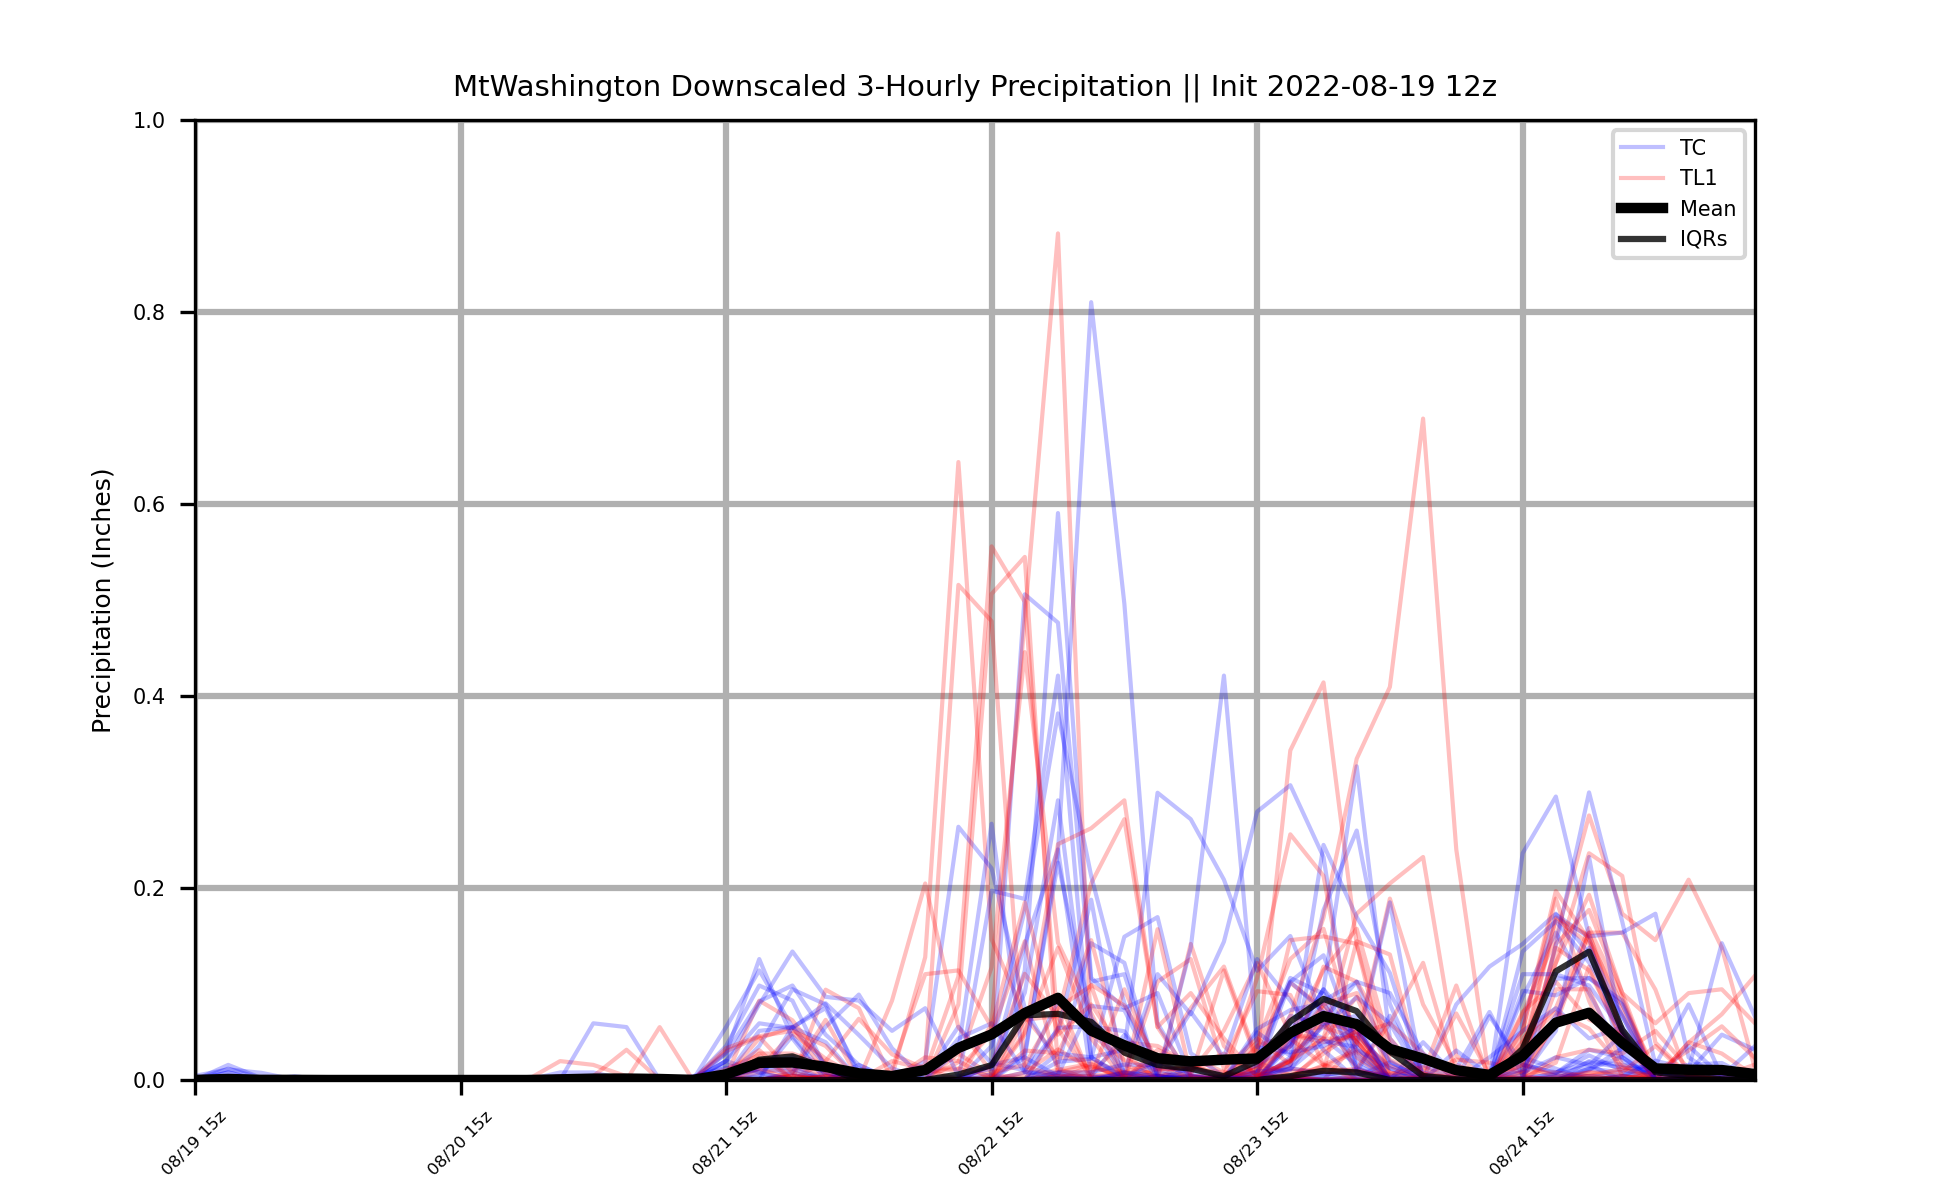 MtWashington Downscaled 3-Hourly Precipitation || Init 2022-08-19 12z
TC
TL1
Mean
IQRs
Precipitation (Inches)
1.0
0.8
0.6
0.4
0.2
0.0
08/19 15z
08/20 15z
08/21 15z
08/22 15z
08/23 15z
08/24 15z